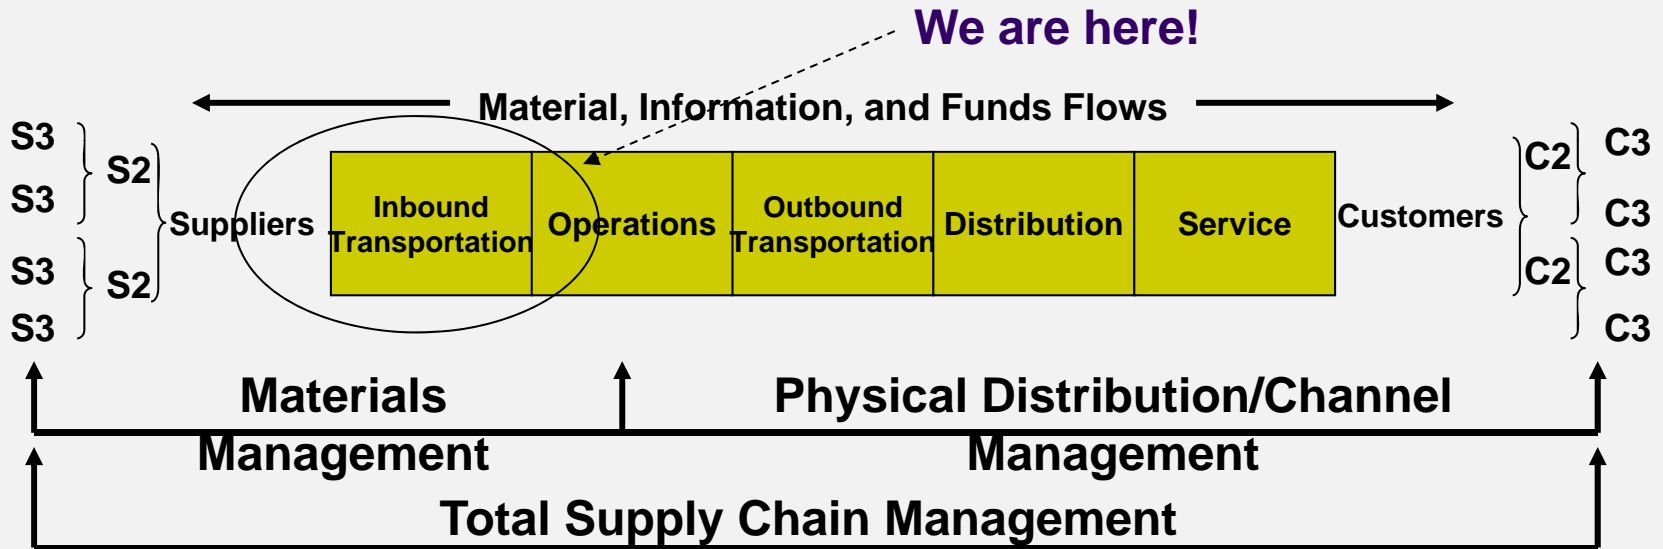 We are here!
Material, Information, and Funds Flows
S3
S3
S3
S3
S2
S2
Suppliers
Inbound
Transportation
Operations
Outbound
Transportation
Distribution
Service
Customers
C2
C2
C3
C3
C3
C3
Materials
Management
Physical Distribution/Channel
Management
Total Supply Chain Management